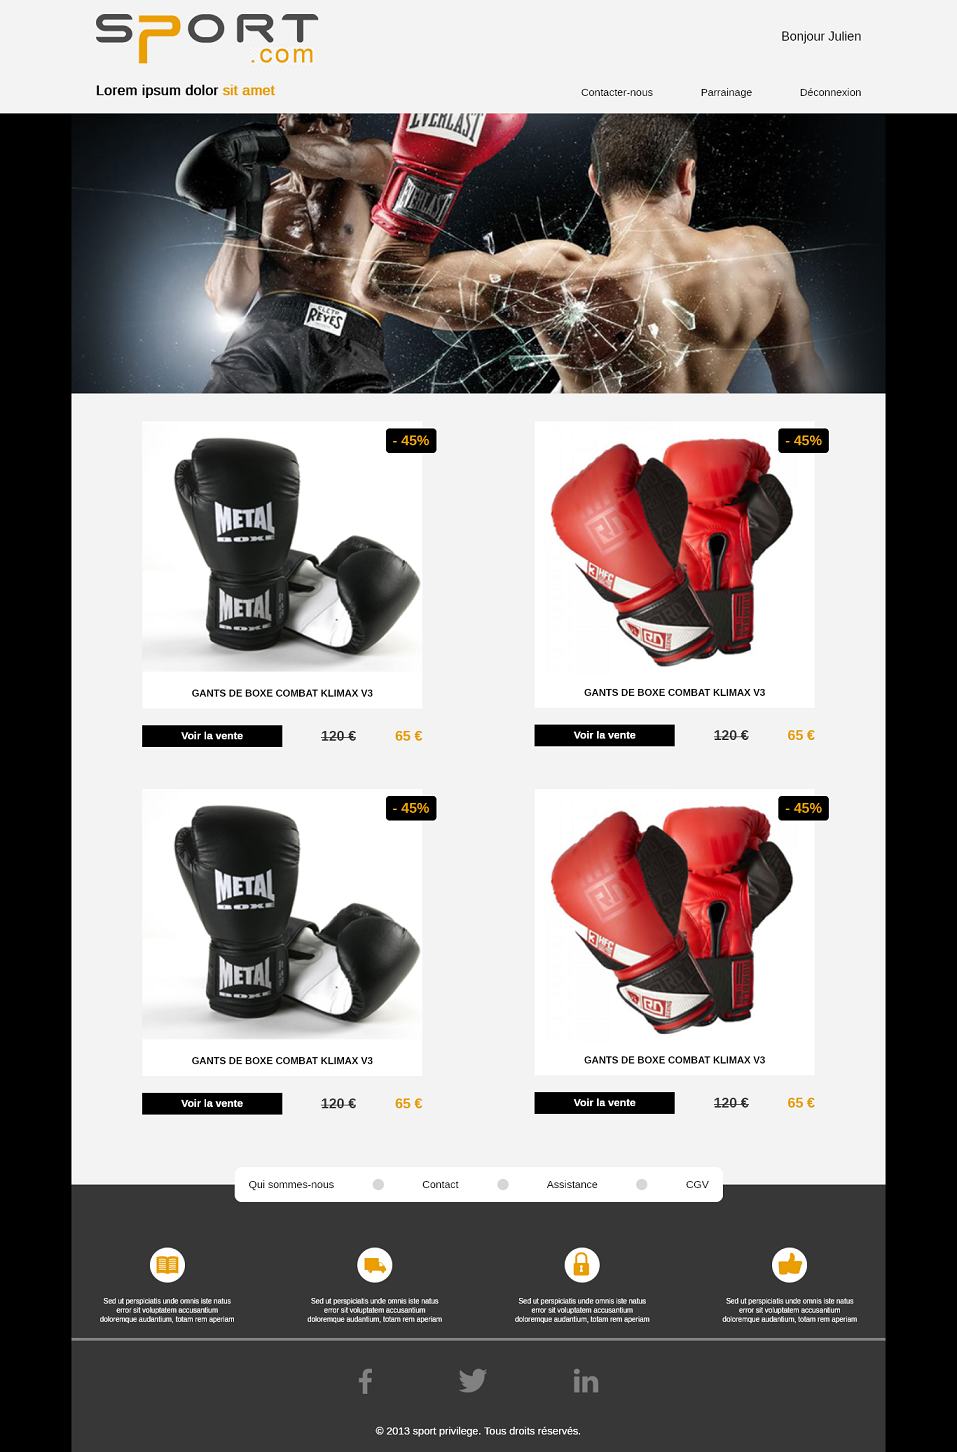 SPORT
.com
Bonjour Julien
Lorem ipsum dolor sit amet
Contacter-nous Parrainage Déconnexion
EVERLAST
EVERLAST
CLETO
REYES
- 45%
- 45%
METAL
BOXE
METAL
BOXE
RD
HFC
RD
GANTS DE BOXE COMBAT KLIMAX V3
GANTS DE BOXE COMBAT KLIMAX V3
Voir la vente 120 € 65 €
Voir la vente 120 € 65 €
- 45%
- 45%
METAL
BOXE
METAL
BOXE
RD
HFC
RD
GANTS DE BOXE COMBAT KLIMAX V3
GANTS DE BOXE COMBAT KLIMAX V3
Voir la vente 120 € 65 €
Voir la vente 120 € 65 €
Qui sommes-nous Contact Assistance CGV
Sed ut perspiciatis unde omnis iste natus
error sit voluptatem accusantium
doloremque audantium, totam rem aperiam
Sed ut perspiciatis unde omnis iste natus
error sit voluptatem accusantium
doloremque audantium, totam rem aperiam
Sed ut perspiciatis unde omnis iste natus
error sit voluptatem accusantium
doloremque audantium, totam rem aperiam
Sed ut perspiciatis unde omnis iste natus
error sit voluptatem accusantium
doloremque audantium, totam rem aperiam
© 2013 sport privilege. Tous droits réservés.